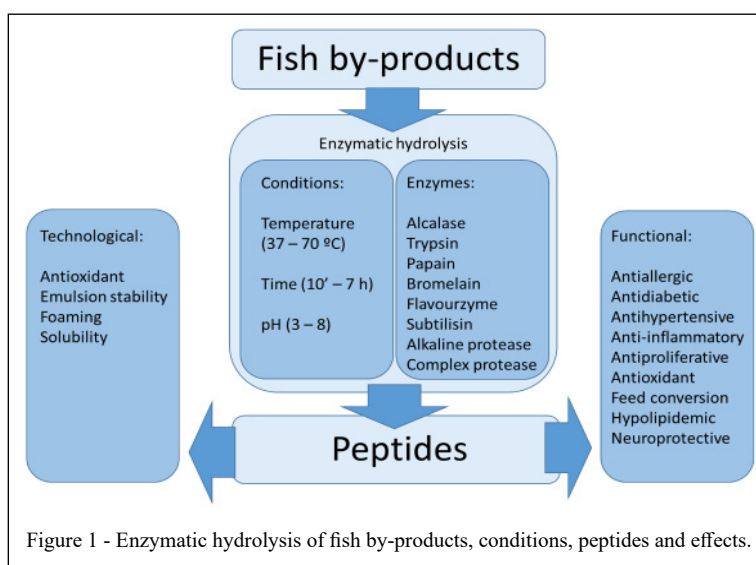 Fish by-products
Enzymatic hydrolysis
Conditions:
Temperature
(37 – 70 ºC)
Time (10’ – 7 h)
pH (3 – 8)
Enzymes:
Alcalase
Trypsin
Papain
Bromelain
Flavourzyme
Subtilisin
Alkaline protease
Complex protease
Technological:
Antioxidant
Emulsion stability
Foaming
Solubility
Functional:
Antiallergic
Antidiabetic
Antihypertensive
Anti-inflammatory
Antiproliferative
Antioxidant
Feed conversion
Hypolipidemic
Neuroprotective
Peptides
Figure 1 - Enzymatic hydrolysis of fish by-products, conditions, peptides and effects.